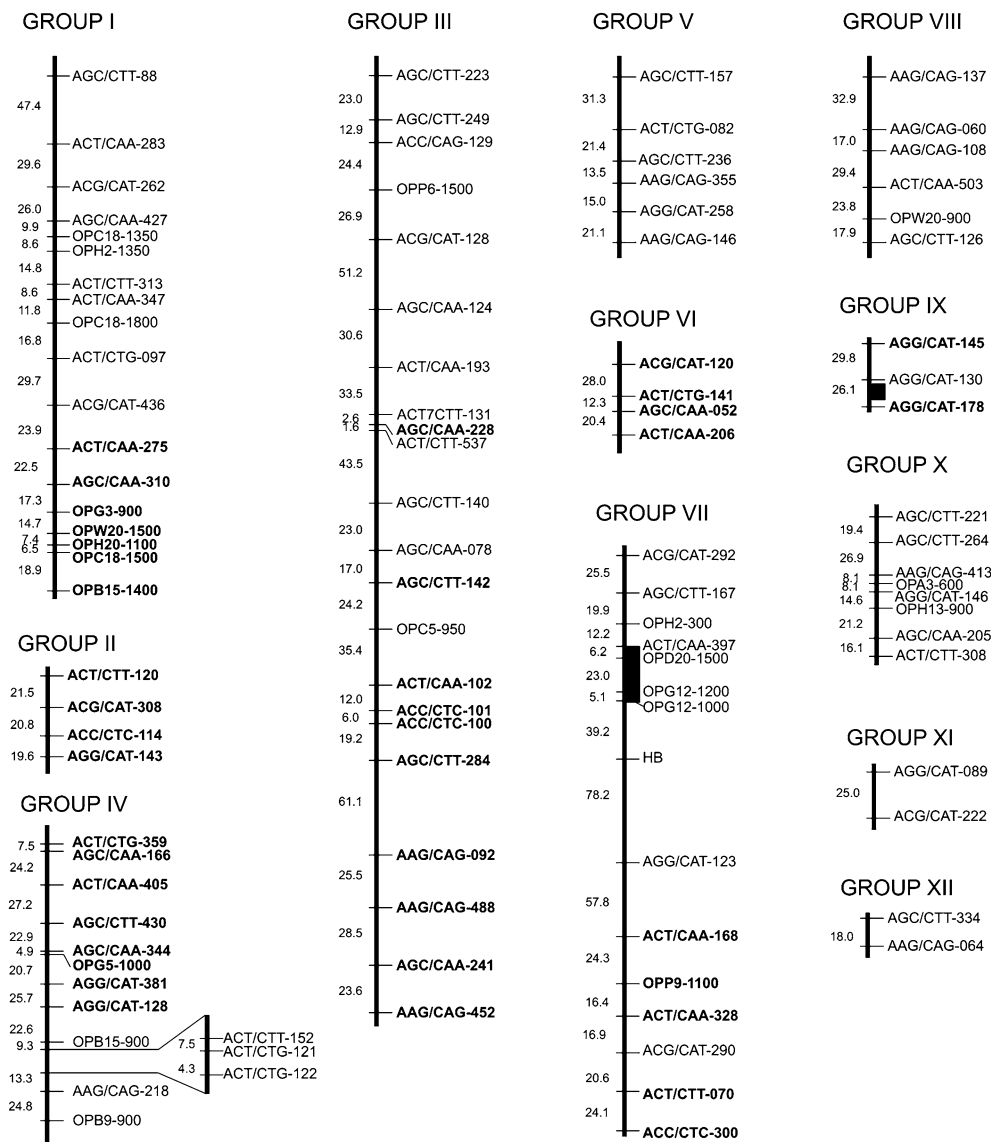 GROUP I
AGC/CTT-88
47.4
ACT/CAA-283
29.6
ACG/CAT-262
26.0
AGC/CAA-427
9.9
OPC18-1350
8.6
OPH2-1350
14.8
ACT/CTT-313
8.6
ACT/CAA-347
11.8
OPC18-1800
16.8
ACT/CTG-097
29.7
ACG/CAT-436
23.9
ACT/CAA-275
22.5
AGC/CAA-310
17.3
OPG3-900
14.7
OPW20-1500
7.4
OPH20-1100
6.5
OPC18-1500
18.9
OPB15-1400
GROUP II
ACT/CTT-120
21.5
ACG/CAT-308
20.8
ACC/CTC-114
19.6
AGG/CAT-143
GROUP IV
ACT/CTG-359
7.5
AGC/CAA-166
24.2
ACT/CAA-405
27.2
AGC/CTT-430
22.9
AGC/CAA-344
4.9
OPG5-1000
20.7
AGG/CAT-381
25.7
AGG/CAT-128
22.6
OPB15-900
9.3
ACT/CTT-152
7.5
ACT/CTG-121
4.3
ACT/CTG-122
13.3
AAG/CAG-218
24.8
OPB9-900
GROUP III
AGC/CTT-223
23.0
AGC/CTT-249
12.9
ACC/CAG-129
24.4
OPP6-1500
26.9
ACG/CAT-128
51.2
AGC/CAA-124
30.6
ACT/CAA-193
33.5
ACT7CTT-131
2.6
AGC/CAA-228
1.6
ACT/CTT-537
43.5
AGC/CTT-140
23.0
AGC/CAA-078
17.0
AGC/CTT-142
24.2
OPC5-950
35.4
ACT/CAA-102
12.0
ACC/CTC-101
6.0
ACC/CTC-100
19.2
AGC/CTT-284
61.1
AAG/CAG-092
25.5
AAG/CAG-488
28.5
AGC/CAA-241
23.6
AAG/CAG-452
GROUP V
AGC/CTT-157
31.3
ACT/CTG-082
21.4
AGC/CTT-236
13.5
AAG/CAG-355
15.0
AGG/CAT-258
21.1
AAG/CAG-146
GROUP VI
ACG/CAT-120
28.0
ACT/CTG-141
12.3
AGC/CAA-052
20.4
ACT/CAA-206
GROUP VII
ACG/CAT-292
25.5
AGC/CTT-167
19.9
OPH2-300
12.2
ACT/CAA-397
6.2
OPD20-1500
23.0
OPG12-1200
5.1
OPG12-1000
39.2
HB
78.2
AGG/CAT-123
57.8
ACT/CAA-168
24.3
OPP9-1100
16.4
ACT/CAA-328
16.9
ACG/CAT-290
20.6
ACT/CTT-070
24.1
ACC/CTC-300
GROUP VIII
AAG/CAG-137
32.9
AAG/CAG-060
17.0
AAG/CAG-108
29.4
ACT/CAA-503
23.8
OPW20-900
17.9
AGC/CTT-126
GROUP IX
AGG/CAT-145
29.8
AGG/CAT-130
26.1
AGG/CAT-178
GROUP X
AGC/CTT-221
19.4
AGC/CTT-264
26.9
AAG/CAG-413
8.1
OPA3-600
8.1
AGG/CAT-146
14.6
OPH13-900
21.2
AGC/CAA-205
16.1
ACT/CTT-308
GROUP XI
AGG/CAT-089
25.0
ACG/CAT-222
GROUP XII
AGC/CTT-334
18.0
AAG/CAG-064